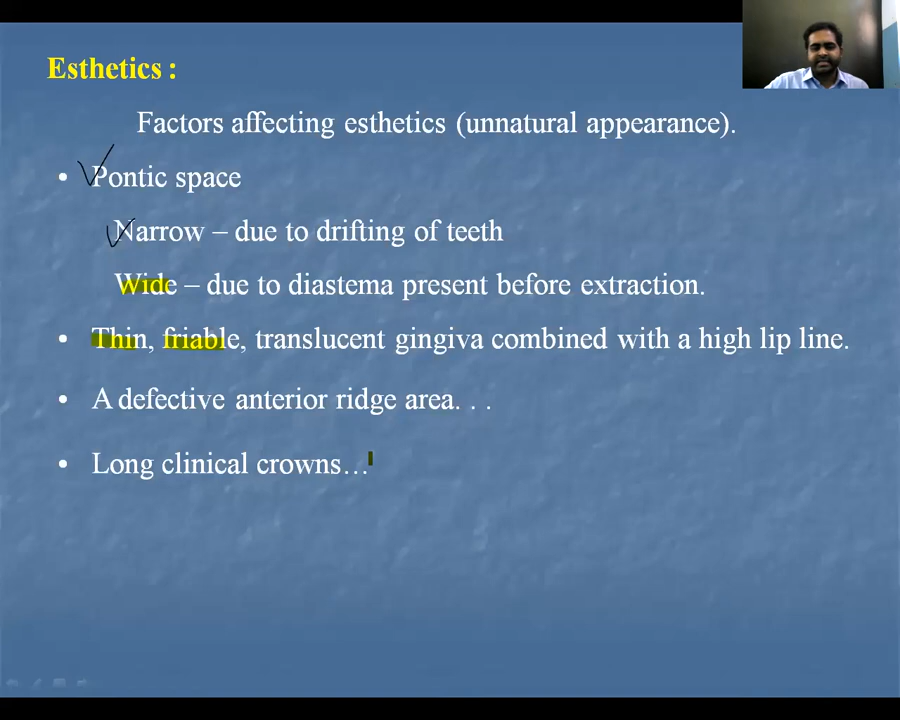 Esthetics :
Factors affecting esthetics (unnatural appearance).
• Pontic space
Narrow – due to drifting of teeth
Wide – due to diastema present before extraction.
• Thin, friable, translucent gingiva combined with a high lip line.
• A defective anterior ridge area. . .
• Long clinical crowns…